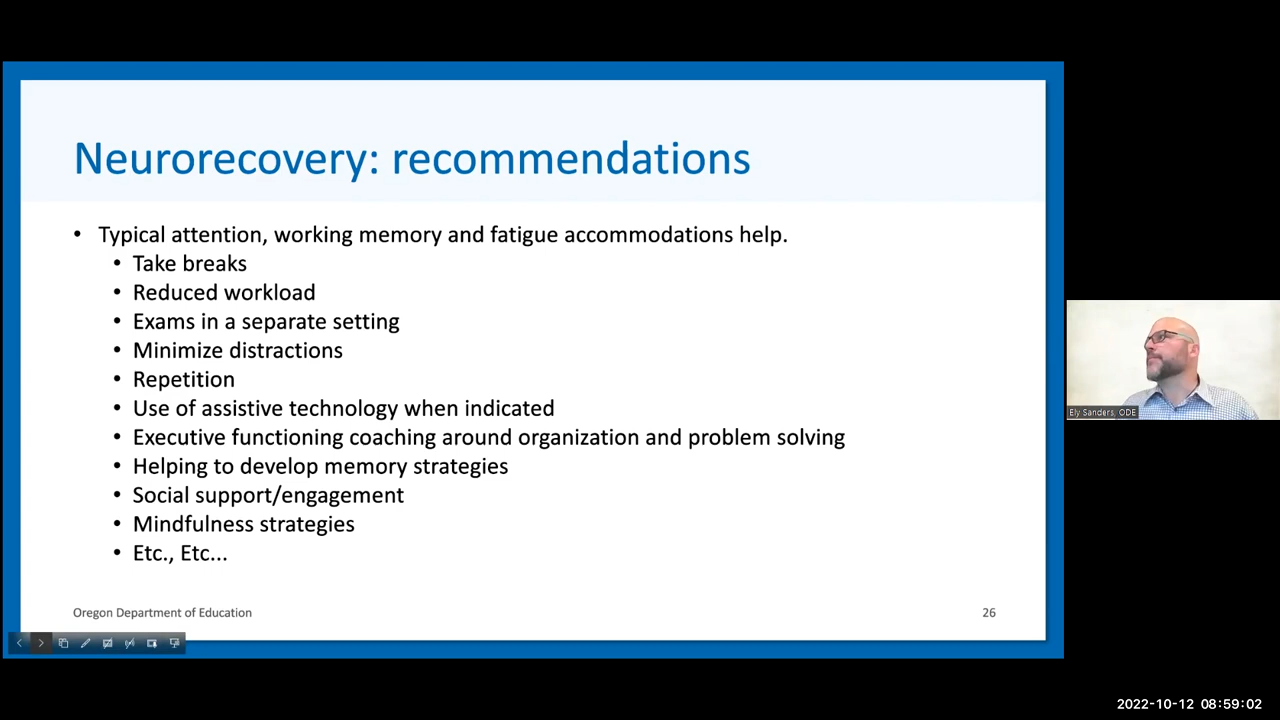 Neurorecovery: recommendations
• Typical attention, working memory and fatigue accommodations help.
• Take breaks
• Reduced workload
• Exams in a separate setting
• Minimize distractions
• Repetition
• Use of assistive technology when indicated
• Executive functioning coaching around organization and problem solving
• Helping to develop memory strategies
• Social support/engagement
• Mindfulness strategies
• Etc., Etc...
Oregon Department of Education
26
Ely Sanders, ODE
2022-10-12 08:59:02